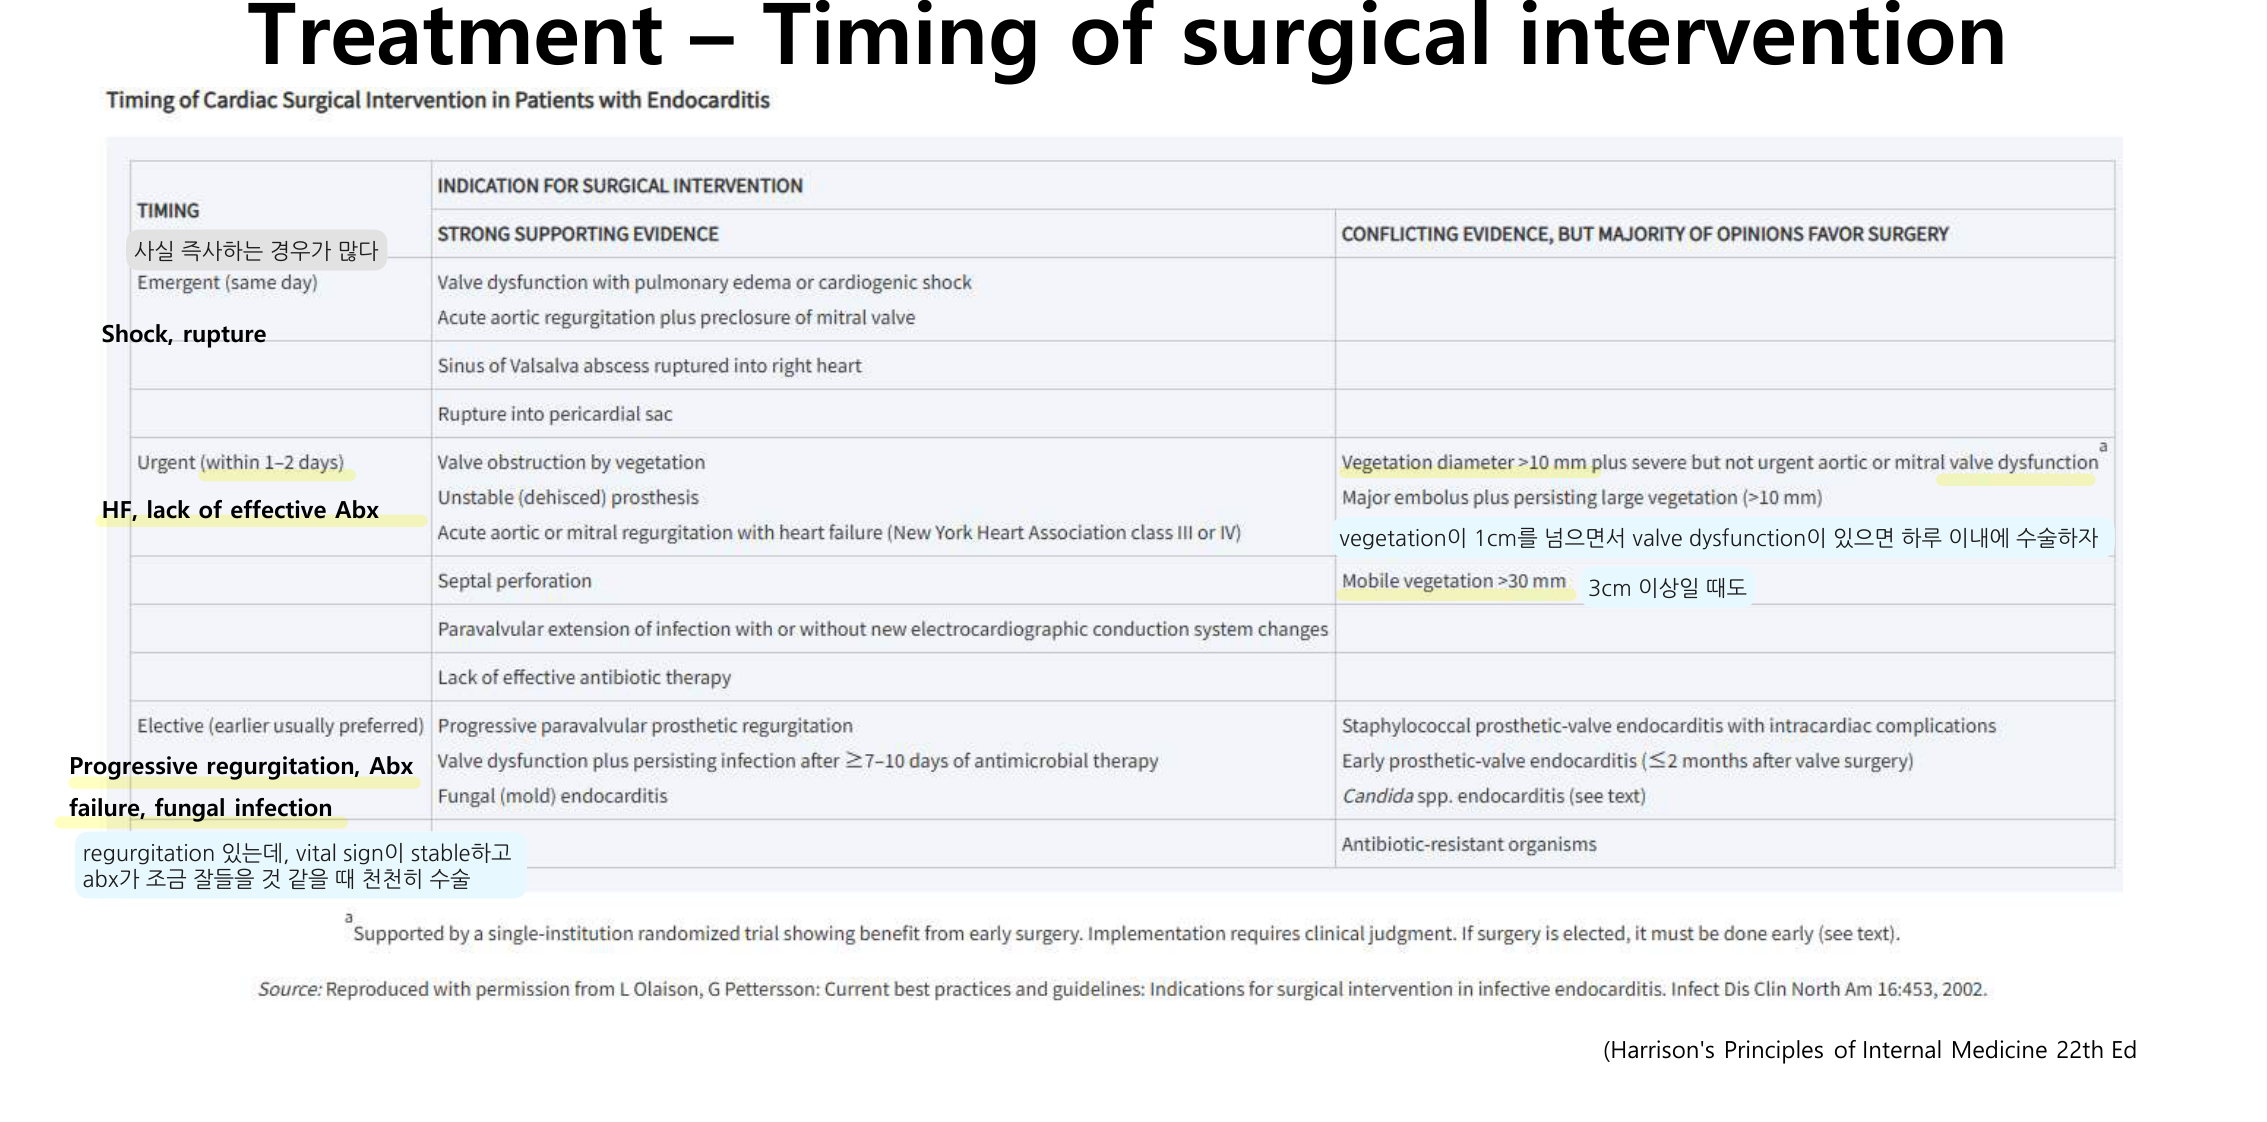 Treatment – Timing of surgical intervention
Timing of Cardiac Surgical Intervention in Patients with Endocarditis
TIMING
INDICATION FOR SURGICAL INTERVENTION
STRONG SUPPORTING EVIDENCE
CONFLICTING EVIDENCE, BUT MAJORITY OF OPINIONS FAVOR SURGERY
사실 즉사하는 경우가 많다
Emergent (same day)
Shock, rupture
Valve dysfunction with pulmonary edema or cardiogenic shock
Acute aortic regurgitation plus preclosure of mitral valve
Sinus of Valsalva abscess ruptured into right heart
Rupture into pericardial sac
Urgent (within 1–2 days)
HF, lack of effective Abx
Valve obstruction by vegetation
Unstable (dehisced) prosthesis
Acute aortic or mitral regurgitation with heart failure (New York Heart Association class III or IV)
Vegetation diameter >10 mm plus severe but not urgent aortic or mitral valve dysfunction a
Major embolus plus persisting large vegetation (>10 mm)
vegetation이 1cm를 넘으면서 valve dysfunction이 있으면 하루 이내에 수술하자
Septal perforation
Mobile vegetation >30 mm
3cm 이상일 때도
Paravalvular extension of infection with or without new electrocardiographic conduction system changes
Lack of effective antibiotic therapy
Elective (earlier usually preferred)
Progressive regurgitation, Abx
failure, fungal infection
regurgitation 있는데, vital sign이 stable하고
abx가 조금 잘들을 것 같을 때 천천히 수술
Progressive paravalvular prosthetic regurgitation
Valve dysfunction plus persisting infection after ≥7–10 days of antimicrobial therapy
Fungal (mold) endocarditis
Staphylococcal prosthetic-valve endocarditis with intracardiac complications
Early prosthetic-valve endocarditis (≤2 months after valve surgery)
Candida spp. endocarditis (see text)
Antibiotic-resistant organisms
a Supported by a single-institution randomized trial showing benefit from early surgery. Implementation requires clinical judgment. If surgery is elected, it must be done early (see text).
Source: Reproduced with permission from L Olaison, G Pettersson: Current best practices and guidelines: Indications for surgical intervention in infective endocarditis. Infect Dis Clin North Am 16:453, 2002.
(Harrison's Principles of Internal Medicine 22th Ed